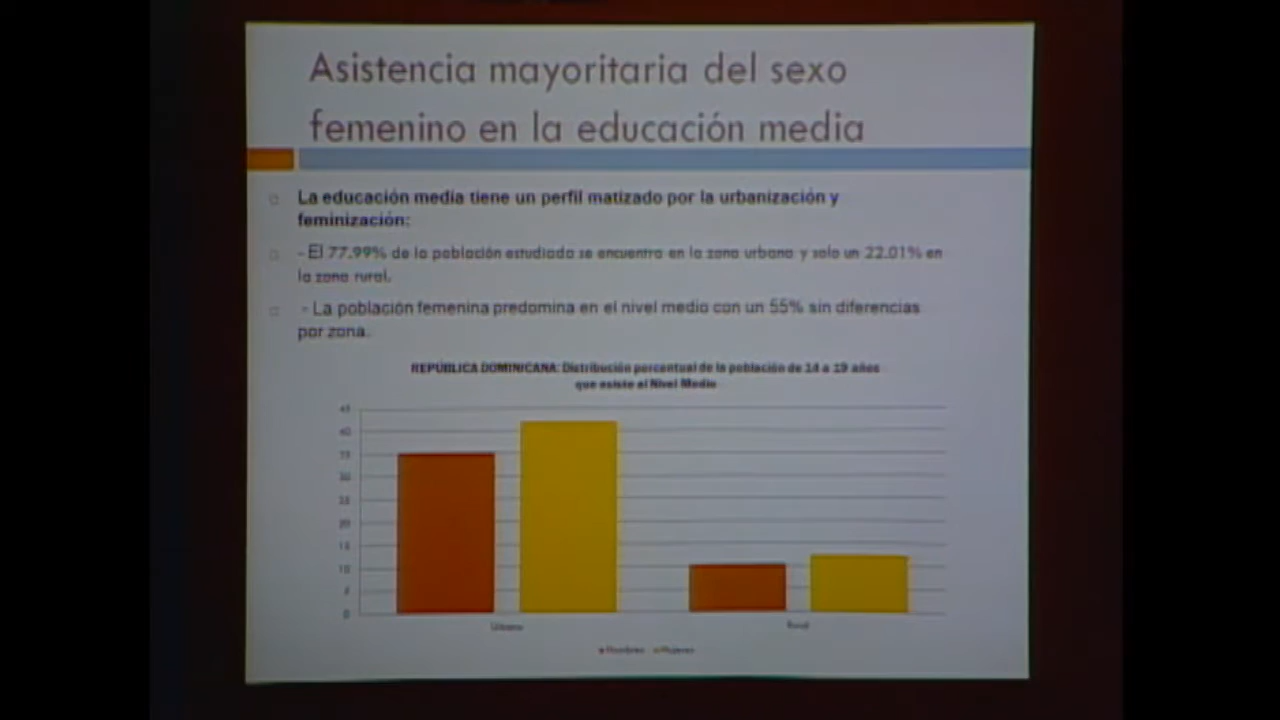 Asistencia mayoritaria del sexo
femenino en la educación media
La educación media tiene un perfil matizado por la urbanización y
feminización:
- El 77.99% de la población estudiada se encuentra en la zona urbana y solo un 22.01% en
la zona rural.
- La población femenina predomina en el nivel medio con un 55% sin diferencias
por zona.
REPÚBLICA DOMINICANA: Distribución porcentual de la población de 14 a 19 años
que asiste al Nivel Medio
45
40
35
30
25
20
15
10
5
0
Urbana Rural
Hombres Mujeres